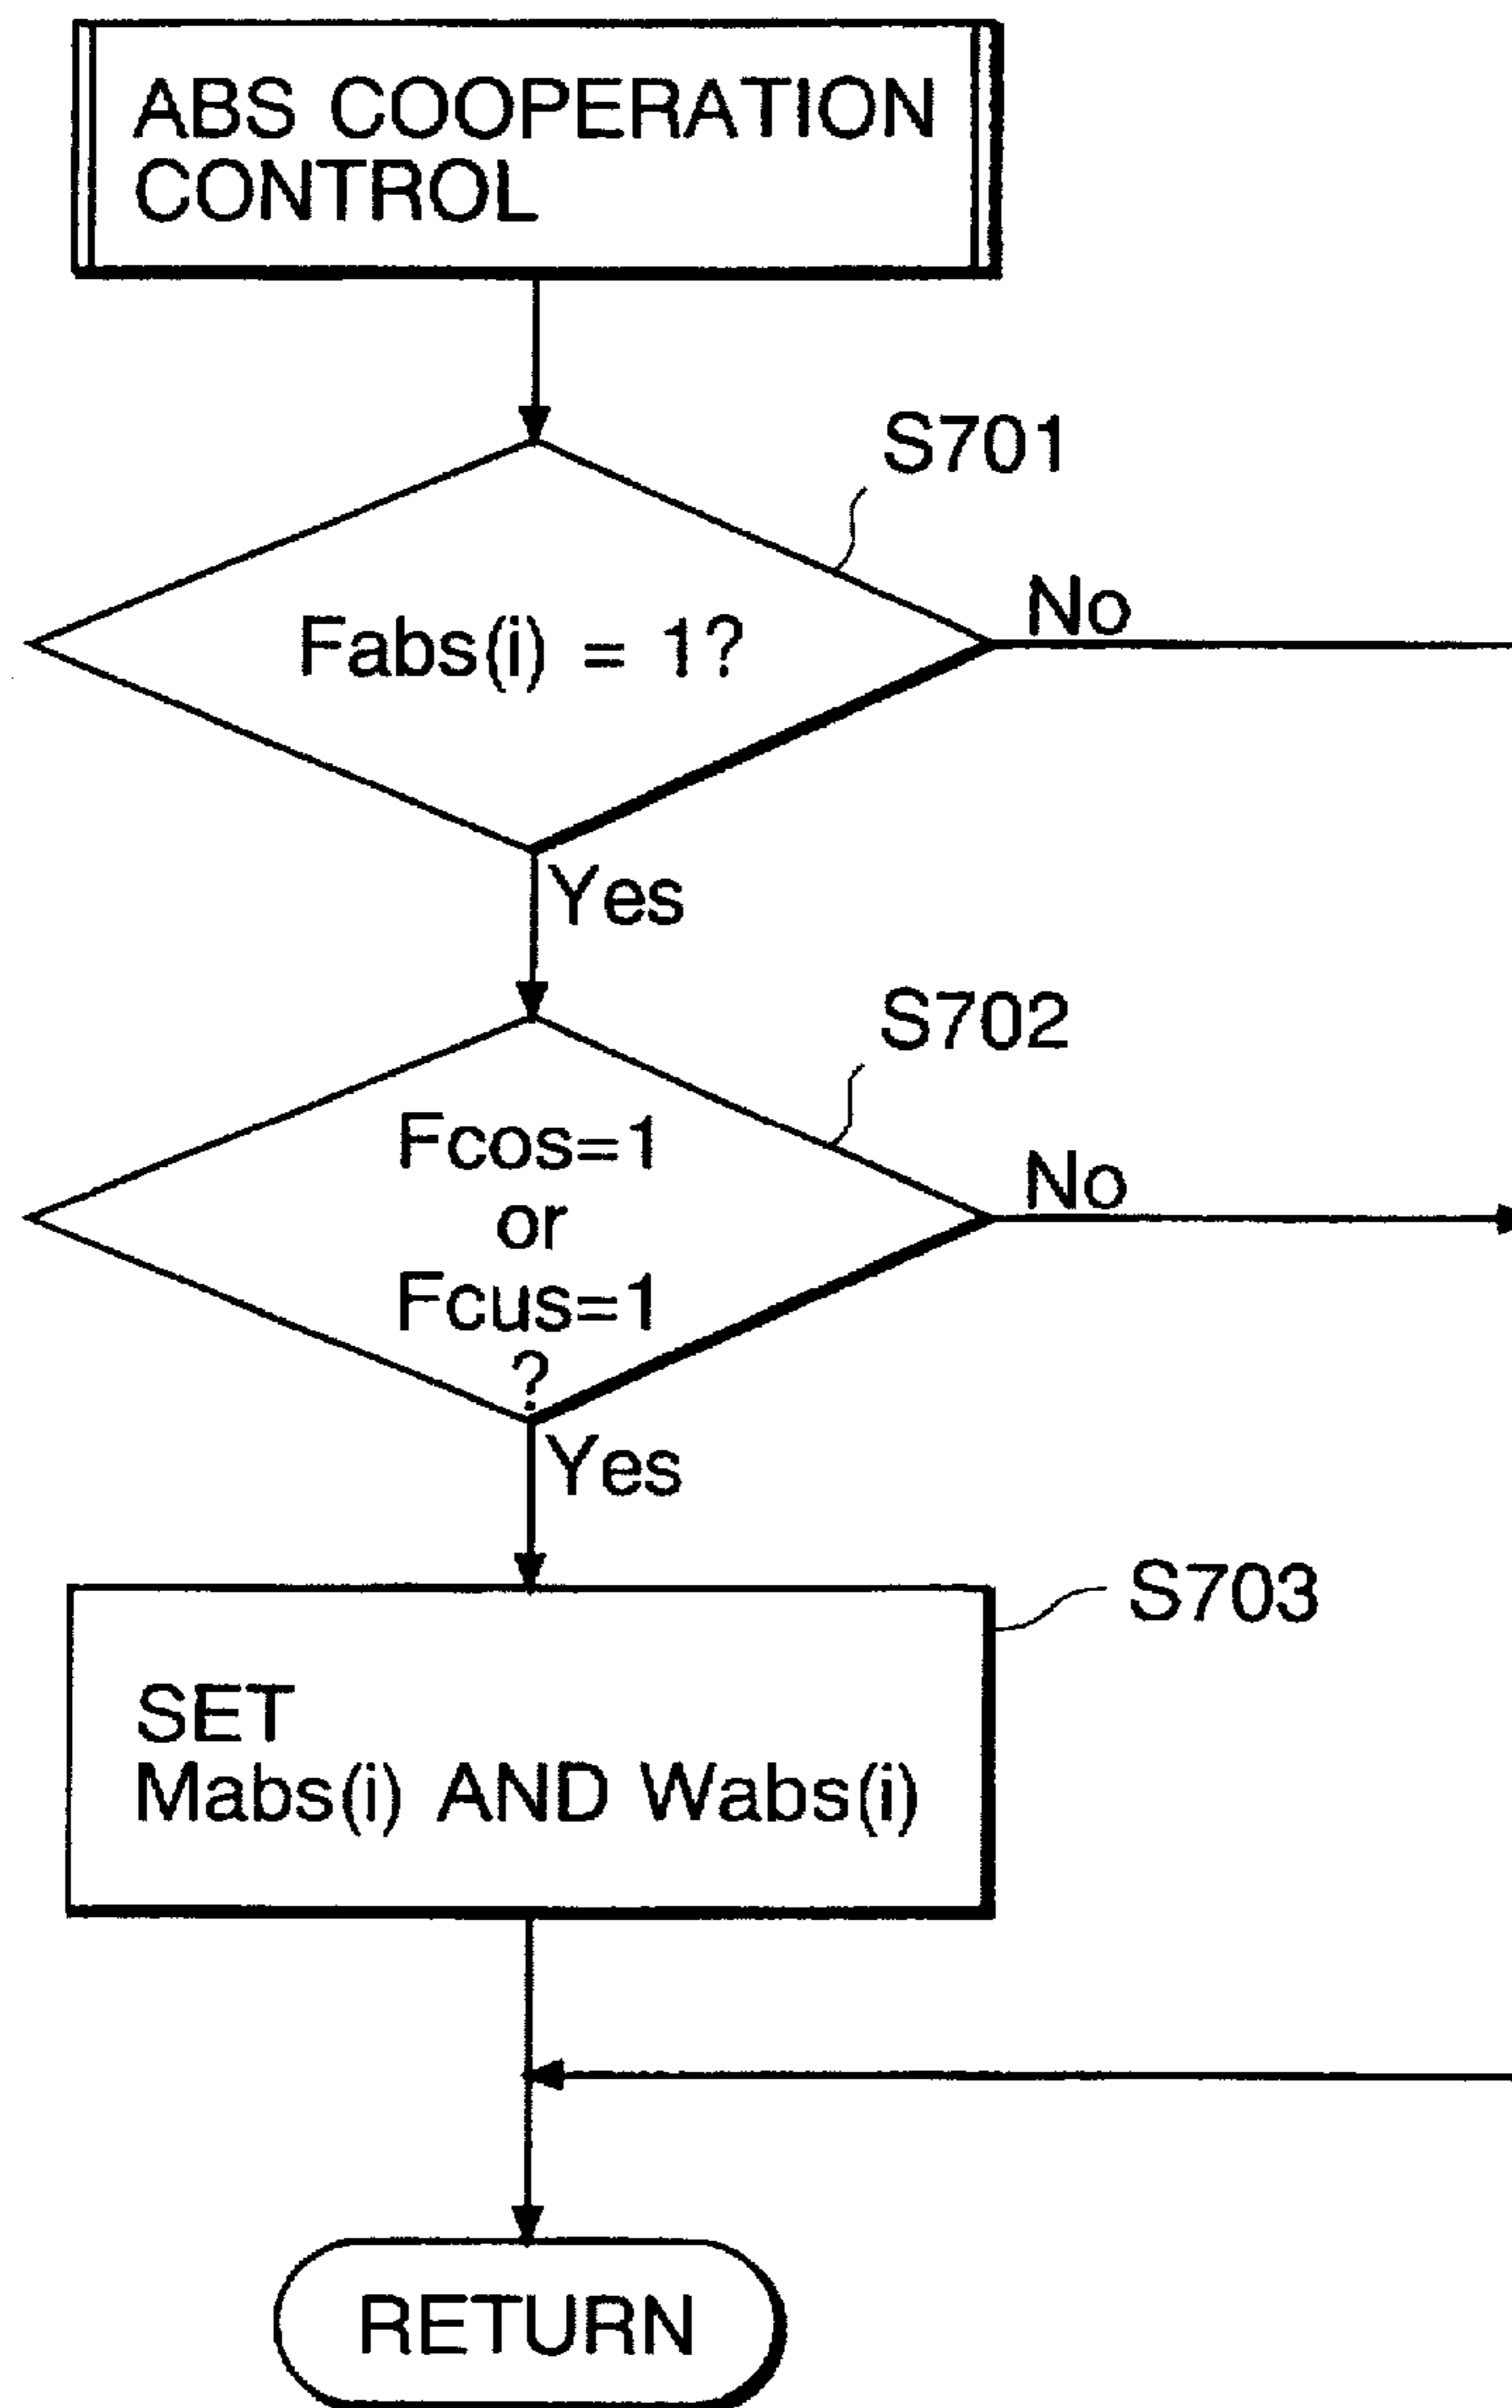 ABS COOPERATION
CONTROL
S701
Fabs(i) = 1?
No
Yes
S702
Fcos=1
or
Fcus=1
?
No
Yes
S703
SET
Mabs(i) AND Wabs(i)
RETURN